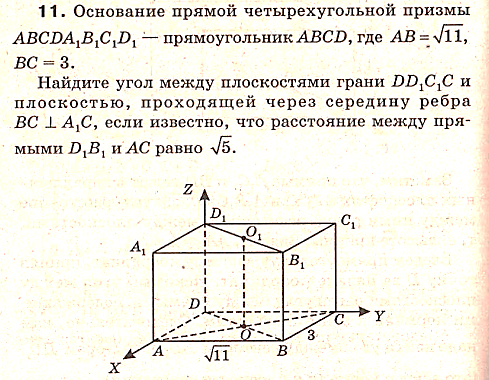 11. Основание прямой четырехугольной призмы
ABCDA₁B₁C₁D₁ — прямоугольник ABCD, где AB = √11,
BC = 3.
Найдите угол между плоскостями грани DD₁C₁C и
плоскостью, проходящей через середину ребра
BC ⊥ A₁C, если известно, что расстояние между пря-
мыми D₁B₁ и AC равно √5.
Z
D₁
C₁
O₁
A₁
B₁
D
C
Y
O
3
A
√11
B
X